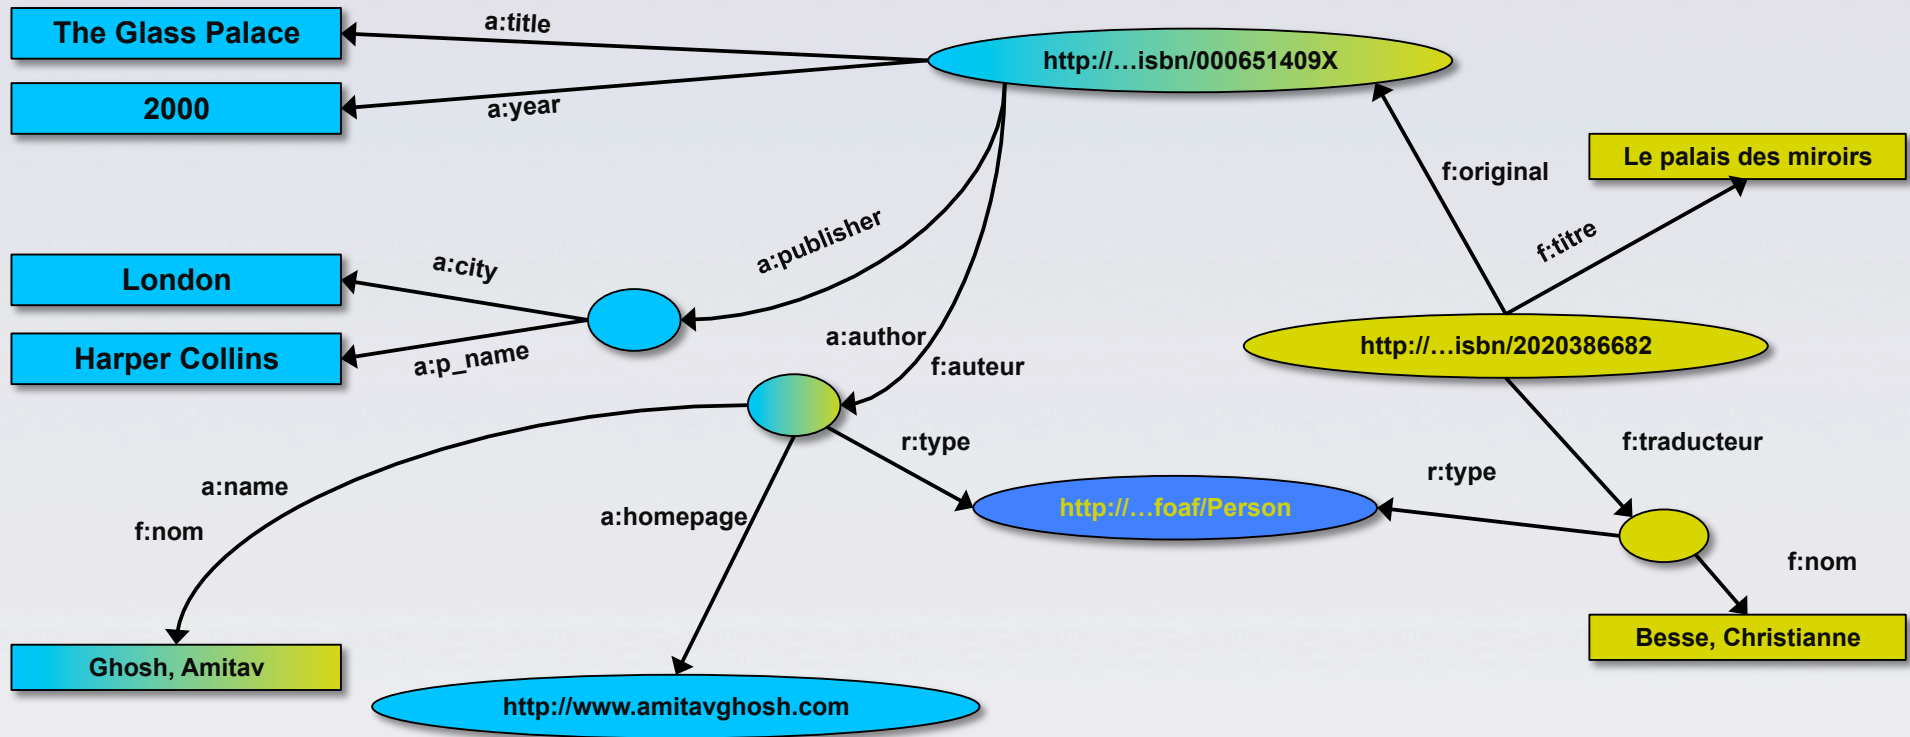 The Glass Palace
a:title
http://…isbn/000651409X
2000
a:year
Le palais des miroirs
f:original
f:titre
a:publisher
London
a:city
Harper Collins
a:p_name
a:author
f:auteur
http://…isbn/2020386682
r:type
f:traducteur
r:type
a:name
f:nom
a:homepage
http://…foaf/Person
f:nom
Ghosh, Amitav
Besse, Christianne
http://www.amitavghosh.com